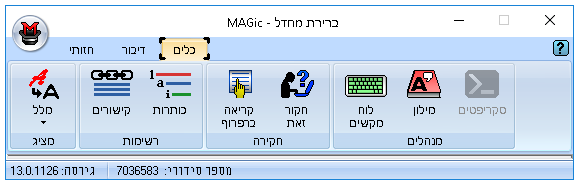 ברירת מחדל - MAGic
כלים
דיבור
חזותי
סקריפטים
מילון
לוח מקשים
מנהלים
חקור זאת
קריאה ברפרוף
חקירה
כותרות
קישורים
רשימות
מלל
מציג
מספר סידורי: 7036583
גירסה: 13.0.1126